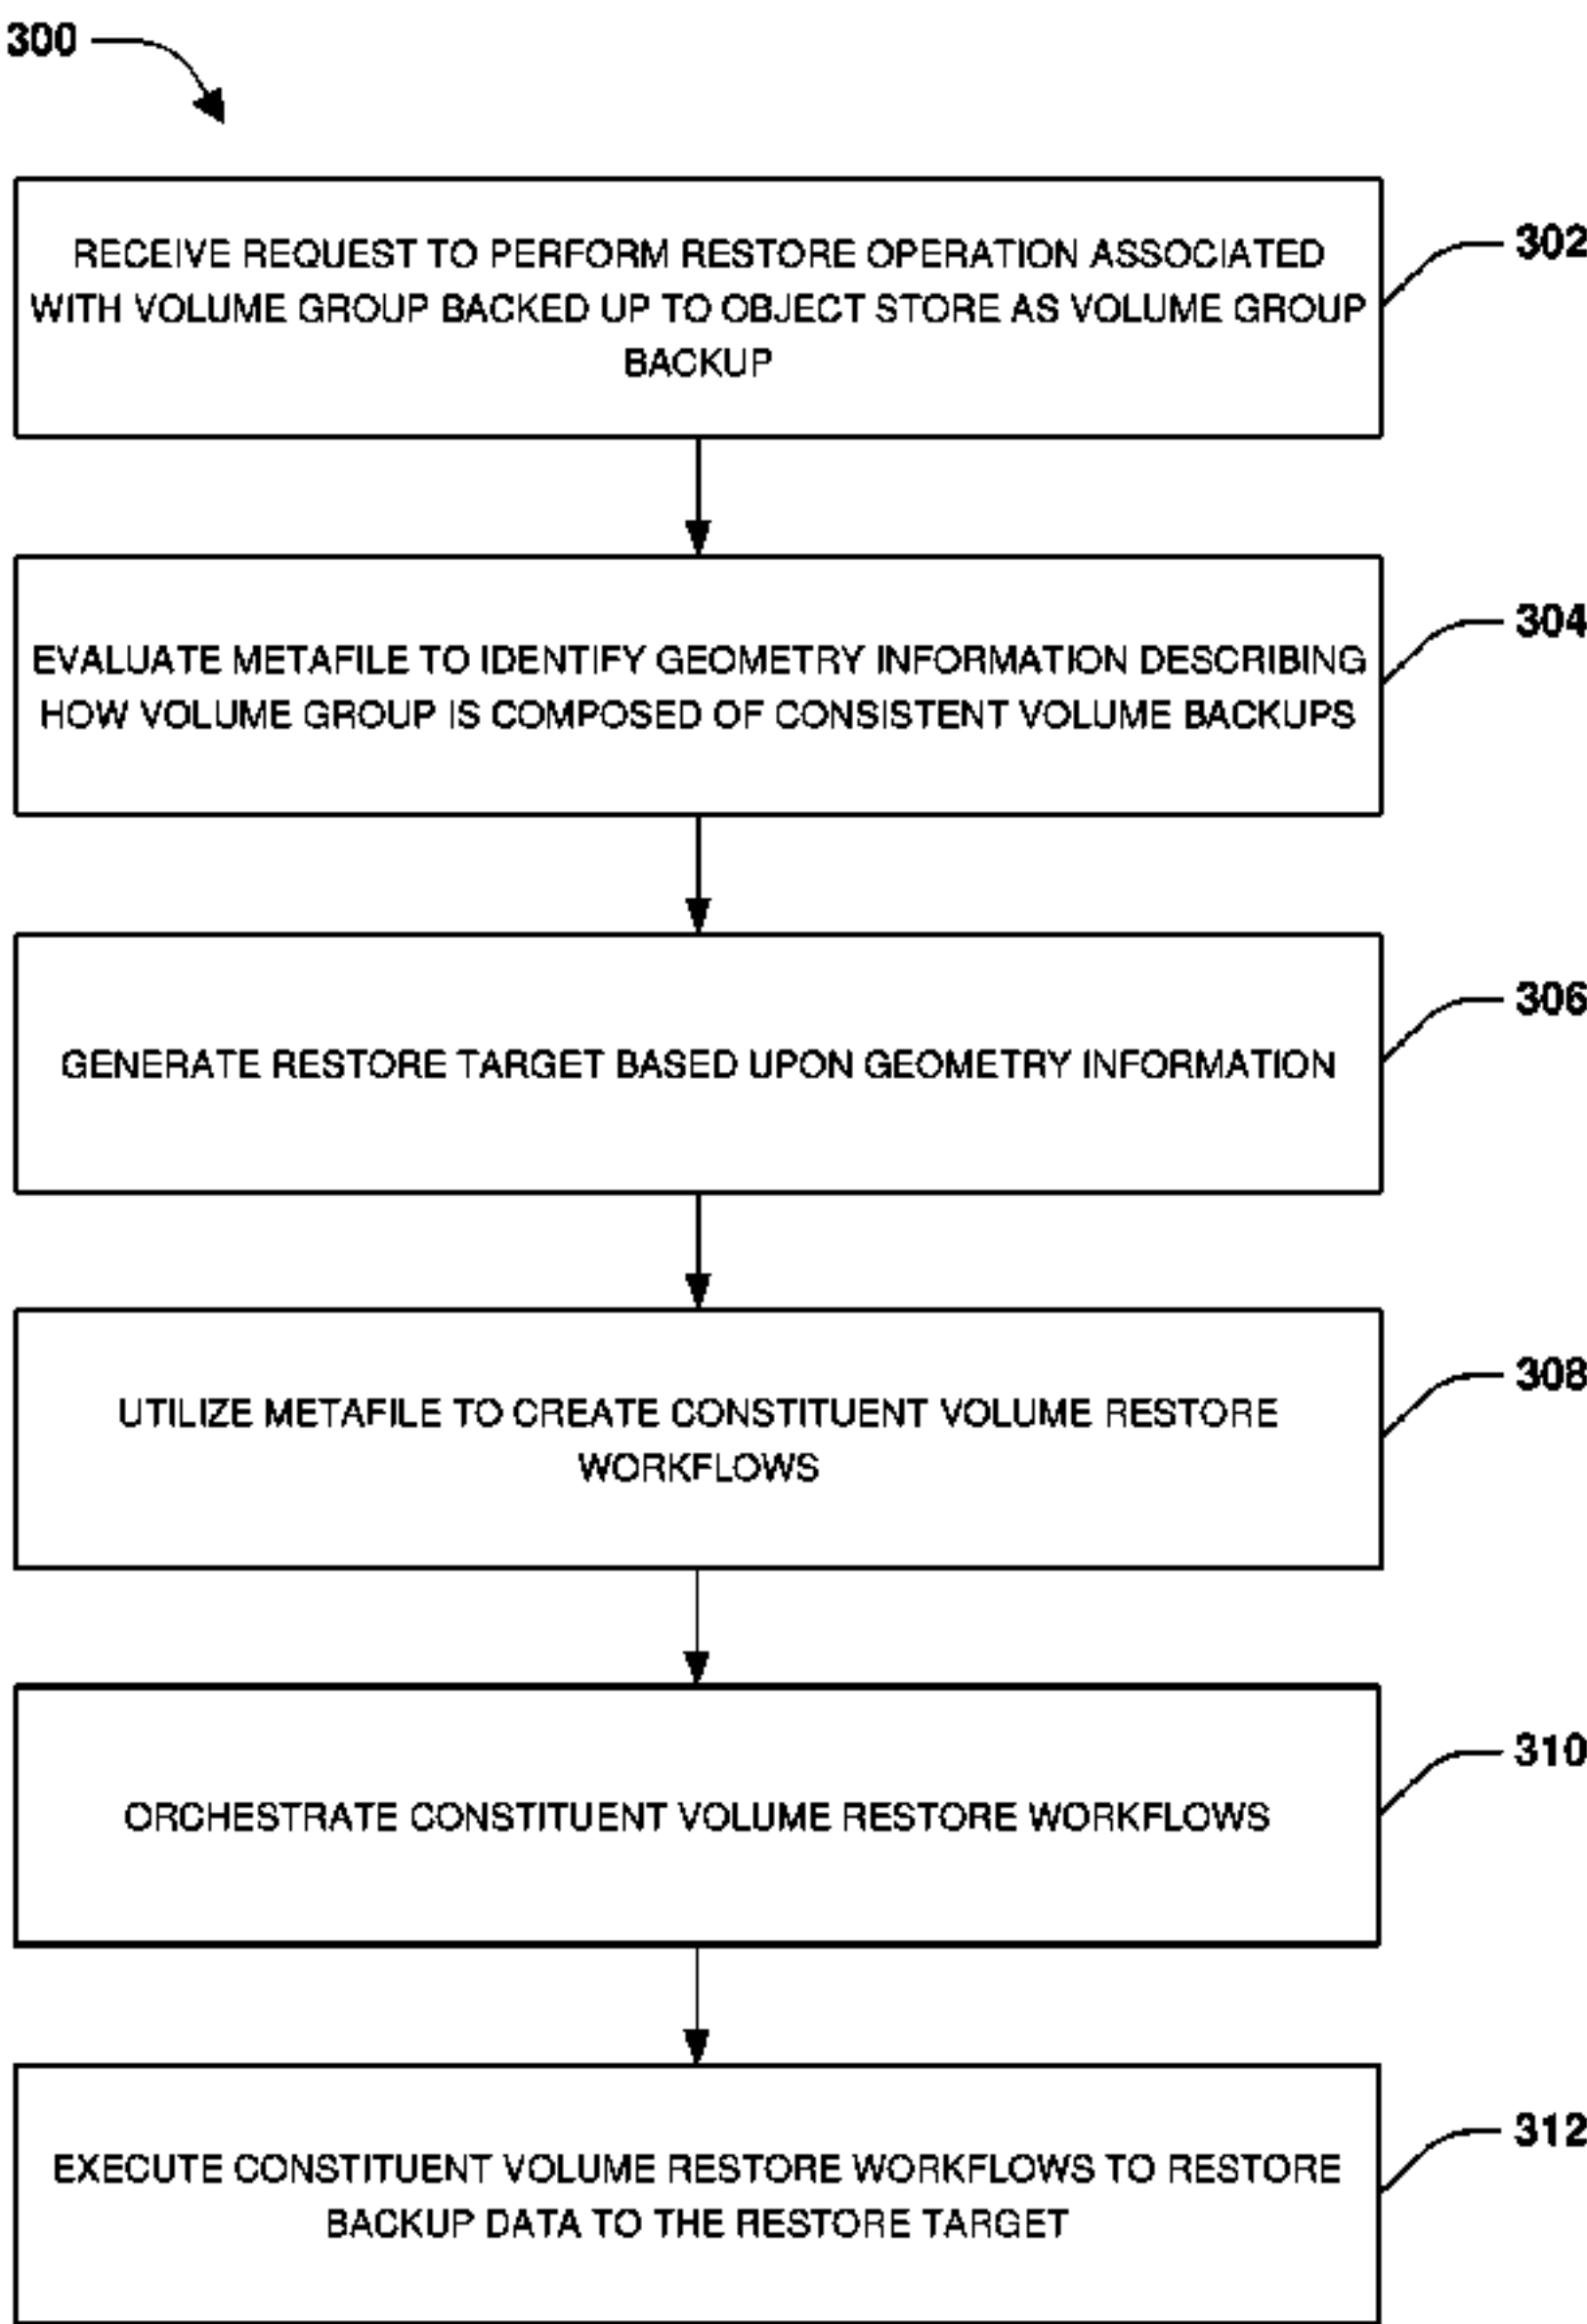 300
RECEIVE REQUEST TO PERFORM RESTORE OPERATION ASSOCIATED
WITH VOLUME GROUP BACKED UP TO OBJECT STORE AS VOLUME GROUP
BACKUP
302
EVALUATE METAFILE TO IDENTIFY GEOMETRY INFORMATION DESCRIBING
HOW VOLUME GROUP IS COMPOSED OF CONSISTENT VOLUME BACKUPS
304
GENERATE RESTORE TARGET BASED UPON GEOMETRY INFORMATION
306
UTILIZE METAFILE TO CREATE CONSTITUENT VOLUME RESTORE
WORKFLOWS
308
ORCHESTRATE CONSTITUENT VOLUME RESTORE WORKFLOWS
310
EXECUTE CONSTITUENT VOLUME RESTORE WORKFLOWS TO RESTORE
BACKUP DATA TO THE RESTORE TARGET
312